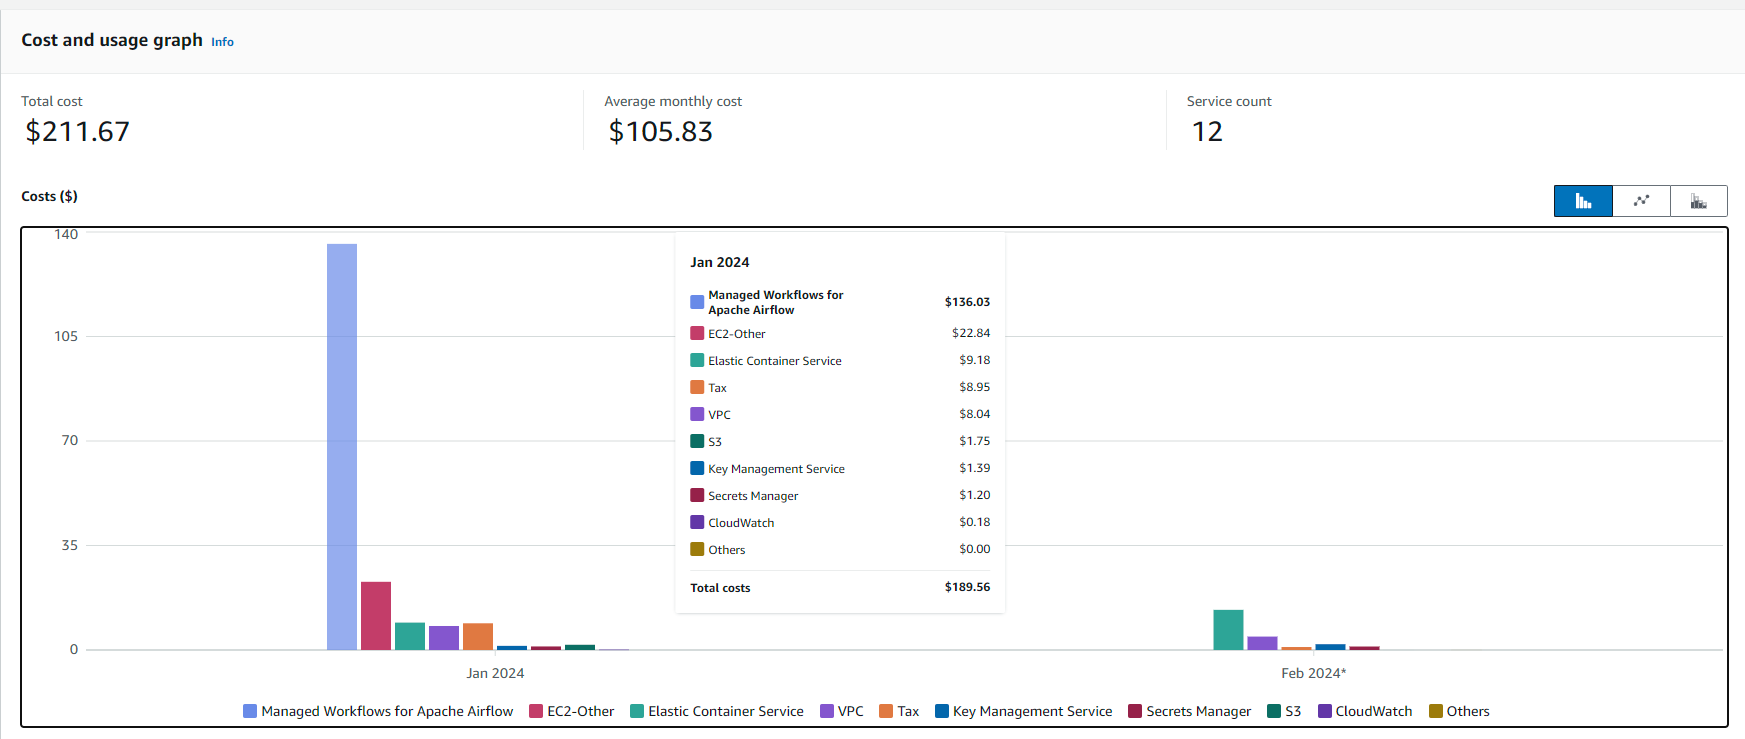 Cost and usage graph Info
Total cost
$211.67
Average monthly cost
$105.83
Service count
12
Costs ($)
140
105
70
35
0
Jan 2024
Managed Workflows for
Apache Airflow $136.03
EC2-Other $22.84
Elastic Container Service $9.18
Tax $8.95
VPC $8.04
S3 $1.75
Key Management Service $1.39
Secrets Manager $1.20
CloudWatch $0.18
Others $0.00
Total costs $189.56
Jan 2024 Feb 2024*
Managed Workflows for Apache Airflow EC2-Other Elastic Container Service VPC Tax Key Management Service Secrets Manager S3 CloudWatch Others